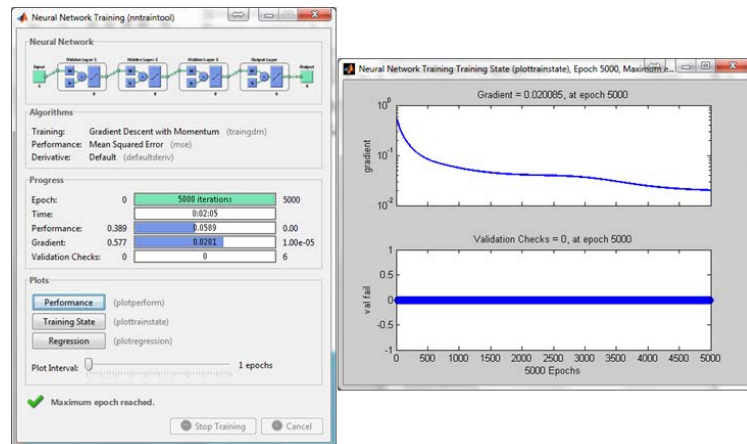 Neural Network Training (nntraintool)
Neural Network
Input
Hidden Layer 1
Hidden Layer 2
Hidden Layer 3
Output Layer
Output
Algorithms
Training: Gradient Descent with Momentum (traingdm)
Performance: Mean Squared Error (mse)
Derivative: Default (defaultderiv)
Progress
Epoch: 0 5000 iterations 5000
Time: 0:02:05
Performance: 0.389 0.0589 0.00
Gradient: 0.577 0.0201 1.00e-05
Validation Checks: 0 0 6
Plots
Performance (plotperform)
Training State (plottrainstate)
Regression (plotregression)
Plot Interval: 1 epochs
Maximum epoch reached.
Stop Training Cancel
Neural Network Training Training State (plottrainstate), Epoch 5000, Maximum e...
Gradient = 0.020085, at epoch 5000
10^0
10^-1
10^-2
gradient
Validation Checks = 0, at epoch 5000
1
0.5
0
-0.5
-1
val fail
0 500 1000 1500 2000 2500 3000 3500 4000 4500 5000
5000 Epochs